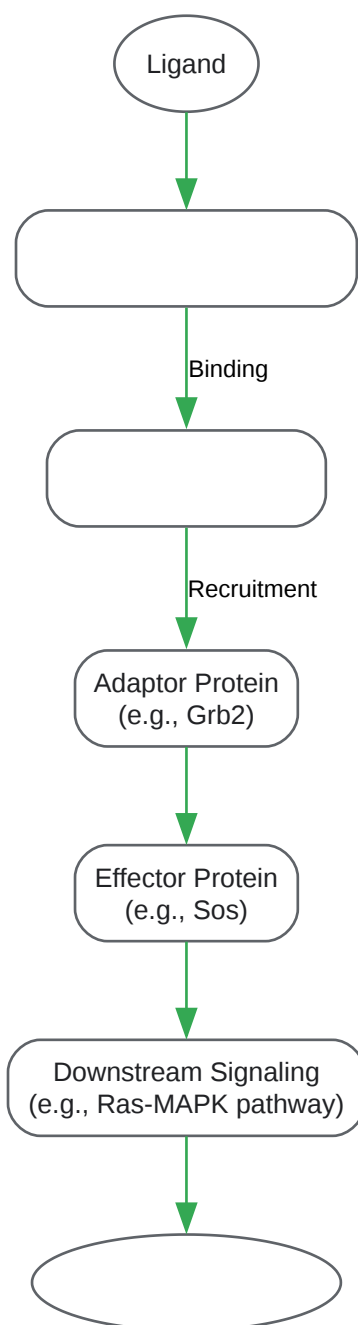 Ligand
Binding
Recruitment
Adaptor Protein
(e.g., Grb2)
Effector Protein
(e.g., Sos)
Downstream Signaling
(e.g., Ras-MAPK pathway)